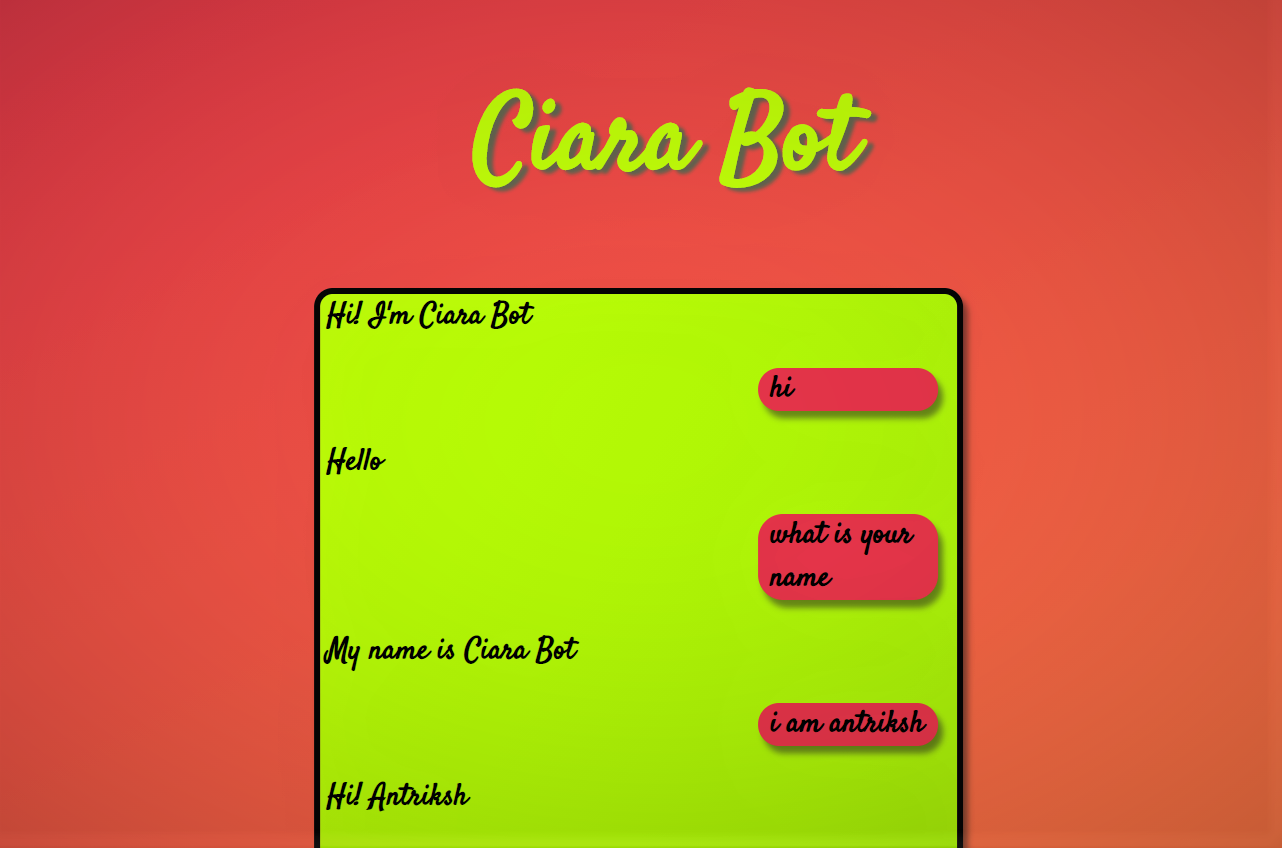 Ciara Bot
Hi! I'm Ciara Bot
hi
Hello
what is your
name
My name is Ciara Bot
i am antriksh
Hi! Antriksh